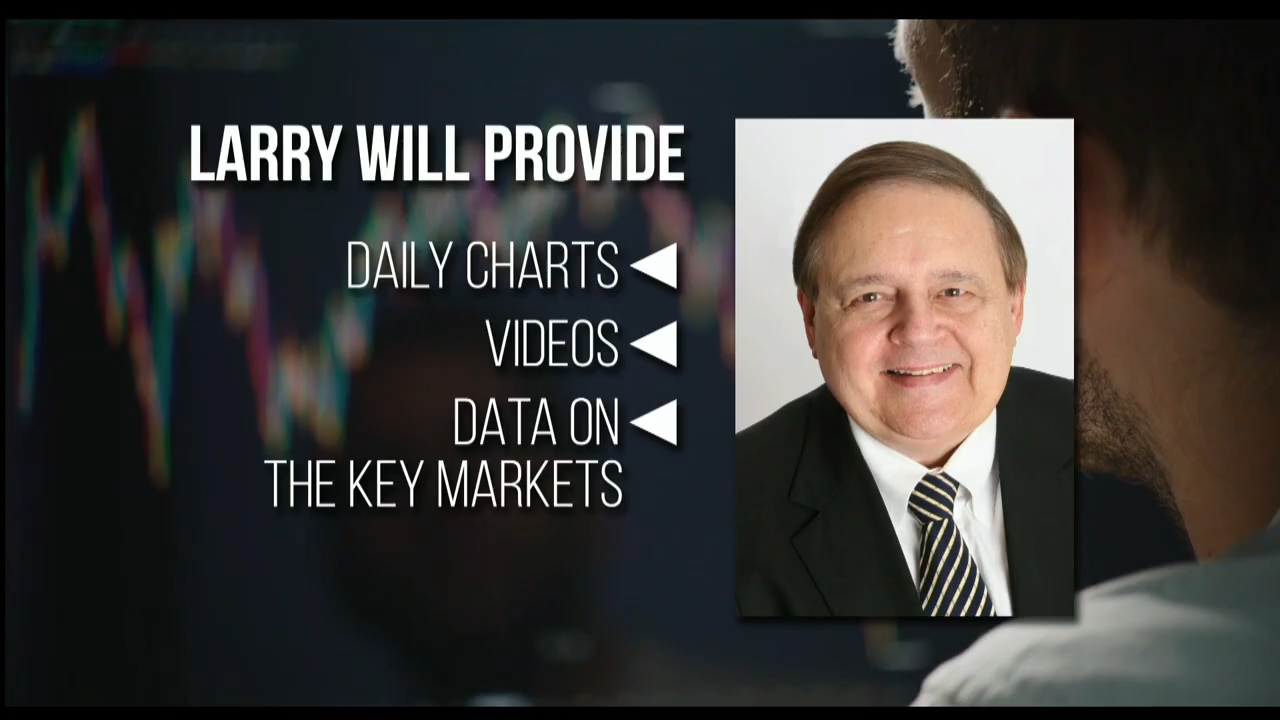 LARRY WILL PROVIDE
DAILY CHARTS
VIDEOS
DATA ON
THE KEY MARKETS